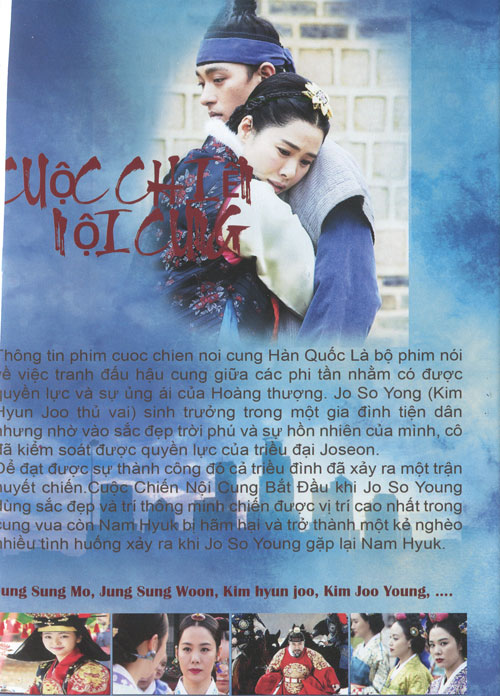 CUỘC CHIẾN
NỘI CUNG
Thông tin phim cuoc chien noi cung Hàn Quốc Là bộ phim nói
về việc tranh đấu hậu cung giữa các phi tần nhằm có được
quyền lực và sự ủng ái của Hoàng thượng. Jo So Yong (Kim
Hyun Joo thủ vai) sinh trưởng trong một gia đình tiện dân
nhưng nhờ vào sắc đẹp trời phú và sự hồn nhiên của mình, cô
đã kiểm soát được quyền lực của triều đại Joseon.
Để đạt được sự thành công đó cả triều đình đã xảy ra một trận
huyết chiến.Cuộc Chiến Nội Cung Bắt Đầu khi Jo So Young
dùng sắc đẹp và trí thông minh chiến được vị trí cao nhất trong
cung vua còn Nam Hyuk bị hãm hại và trở thành một kẻ nghèo
nhiều tình huống xảy ra khi Jo So Young gặp lại Nam Hyuk.
Jung Sung Mo, Jung Sung Woon, Kim hyun joo, Kim Joo Young, ....